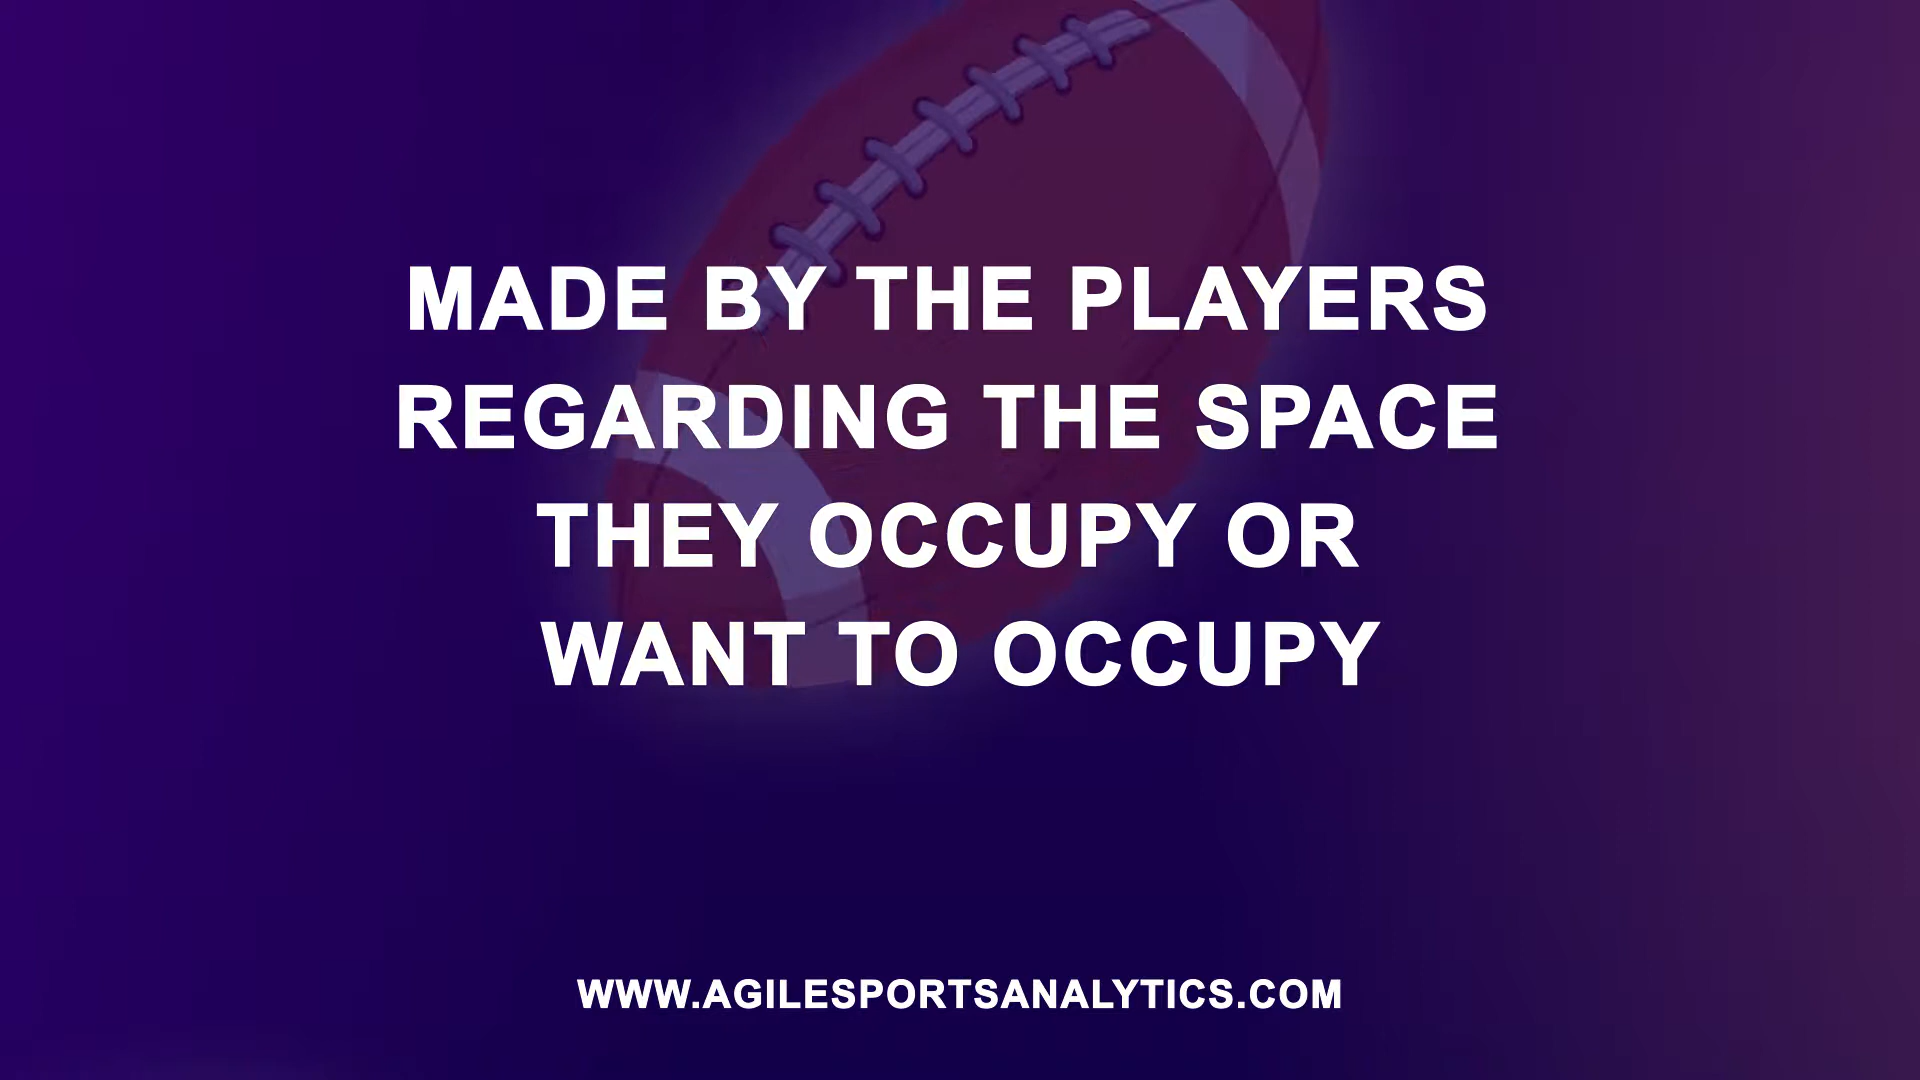 MADE BY THE PLAYERS
REGARDING THE SPACE
THEY OCCUPY OR
WANT TO OCCUPY
WWW.AGILESPORTSANALYTICS.COM